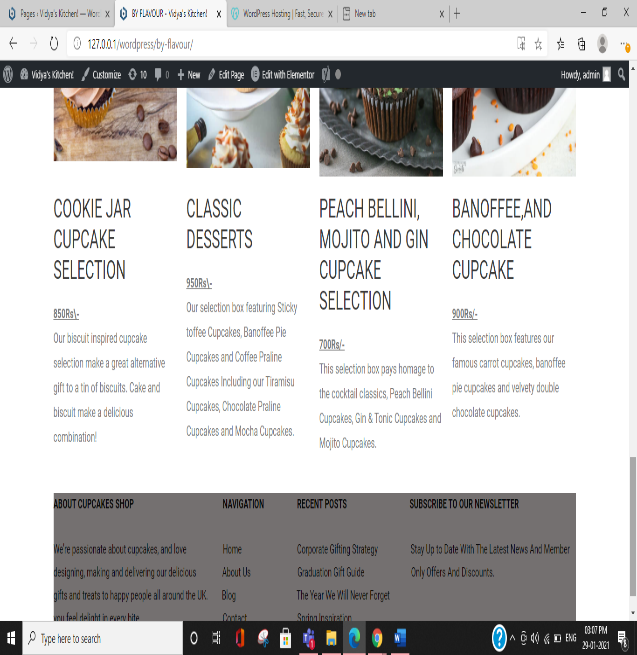 Pages ‹ Vidya's Kitchen! — Word
BY FLAVOUR - Vidya's Kitchen!
WordPress Hosting | Fast, Secure
New tab
127.0.0.1/wordpress/by-flavour/
Vidya's Kitchen!
Customize
10
0
New
Edit Page
Edit with Elementor
Howdy, admin
COOKIE JAR
CUPCAKE
SELECTION
850Rs\-
Our biscuit inspired cupcake
selection make a great alternative
gift to a tin of biscuits. Cake and
biscuit make a delicious
combination!
CLASSIC
DESSERTS
950Rs\-
Our selection box featuring Sticky
toffee Cupcakes, Banoffee Pie
Cupcakes and Coffee Praline
Cupcakes Including our Tiramisu
Cupcakes, Chocolate Praline
Cupcakes and Mocha Cupcakes.
PEACH BELLINI,
MOJITO AND GIN
CUPCAKE
SELECTION
700Rs/-
This selection box pays homage to
the cocktail classics, Peach Bellini
Cupcakes, Gin & Tonic Cupcakes and
Mojito Cupcakes.
BANOFFEE,AND
CHOCOLATE
CUPCAKE
900Rs/-
This selection box features our
famous carrot cupcakes, banoffee
pie cupcakes and velvety double
chocolate cupcakes.
ABOUT CUPCAKES SHOP
We're passionate about cupcakes, and love
designing, making and delivering our delicious
gifts and treats to happy people all around the UK.
you feel delight in every bite
NAVIGATION
Home
About Us
Blog
Contact
RECENT POSTS
Corporate Gifting Strategy
Graduation Gift Guide
The Year We Will Never Forget
Spring Inspiration
SUBSCRIBE TO OUR NEWSLETTER
Stay Up to Date With The Latest News And Member
Only Offers And Discounts.
Type here to search
ENG
03:07 PM
29-01-2021